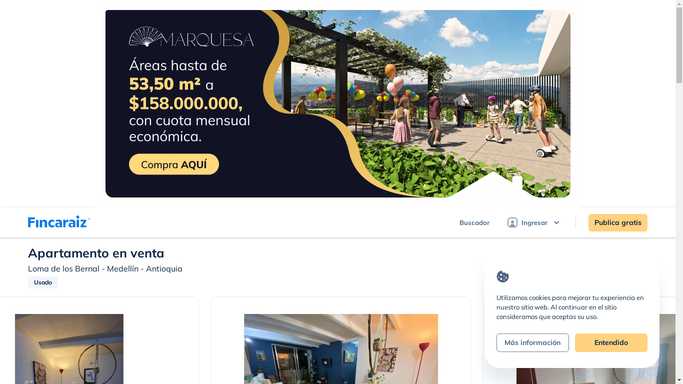 MARQUESA
Áreas hasta de
53,50 m² a
$158.000.000,
con cuota mensual
económica.
Compra AQUÍ
Fincaraíz
Buscador
Ingresar
Publica gratis
Apartamento en venta
Loma de los Bernal - Medellín - Antioquia
Usado
Utilizamos cookies para mejorar tu experiencia en
nuestro sitio web. Al continuar en el sitio
consideramos que aceptas su uso.
Más información
Entendido